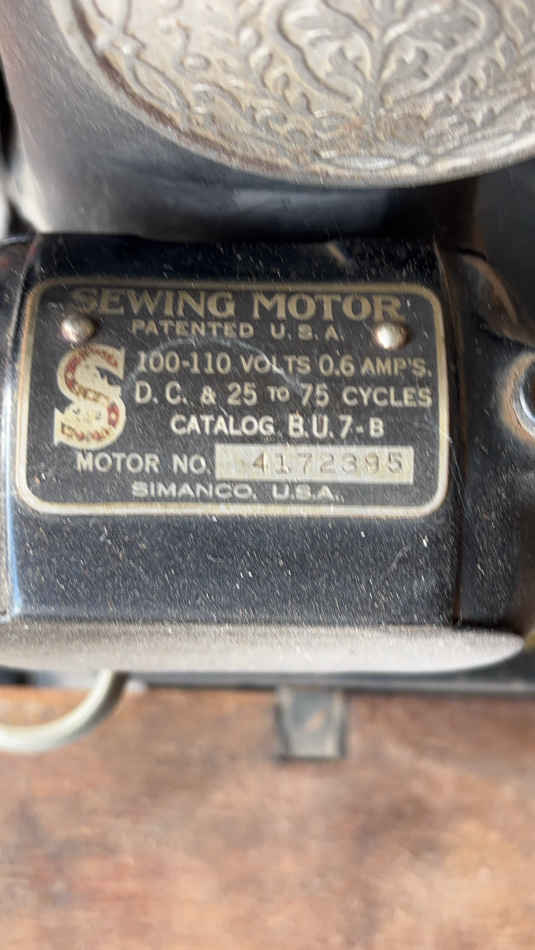 SEWING MOTOR
PATENTED U.S.A.
S
100-110 VOLTS 0.6 AMP'S.
D.C. & 25 TO 75 CYCLES
CATALOG B.U.7-B
MOTOR NO. 4172395
SIMANCO, U.S.A.